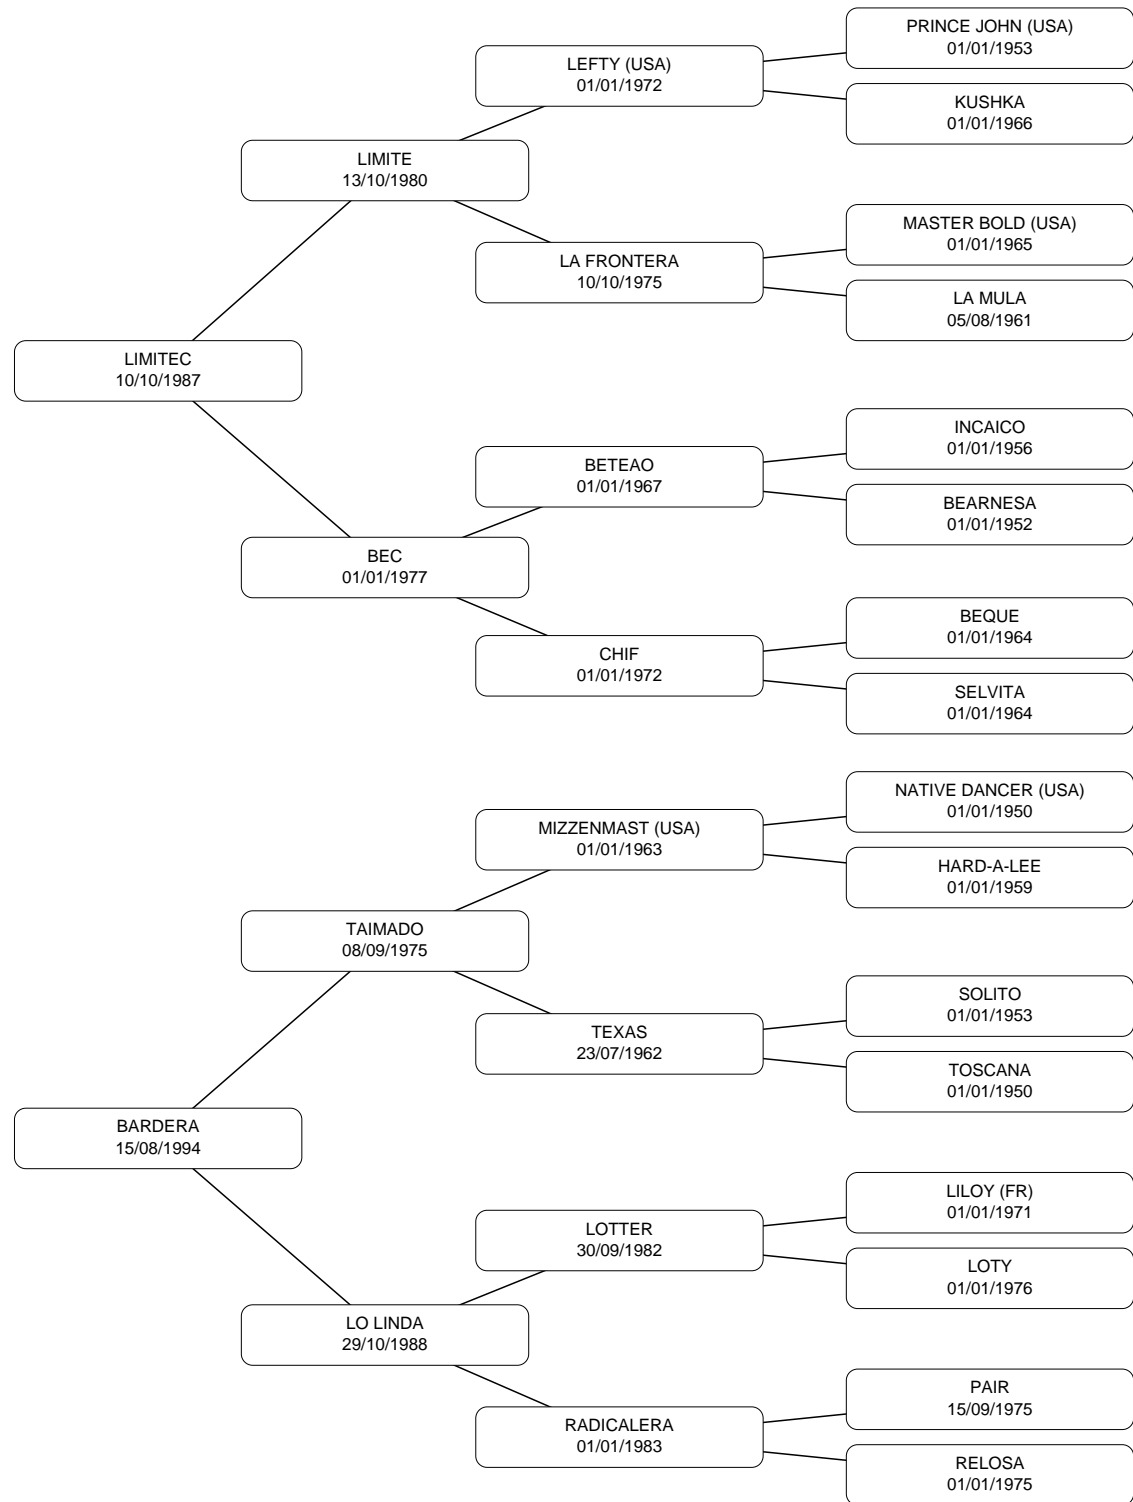 PRINCE JOHN (USA)
01/01/1953
LEFTY (USA)
01/01/1972
KUSHKA
01/01/1966
LIMITE
13/10/1980
MASTER BOLD (USA)
01/01/1965
LA FRONTERA
10/10/1975
LA MULA
05/08/1961
LIMITEC
10/10/1987
INCAICO
01/01/1956
BETEAO
01/01/1967
BEARNESA
01/01/1952
BEC
01/01/1977
BEQUE
01/01/1964
CHIF
01/01/1972
SELVITA
01/01/1964
NATIVE DANCER (USA)
01/01/1950
MIZZENMAST (USA)
01/01/1963
HARD-A-LEE
01/01/1959
TAIMADO
08/09/1975
SOLITO
01/01/1953
TEXAS
23/07/1962
TOSCANA
01/01/1950
BARDERA
15/08/1994
LILOY (FR)
01/01/1971
LOTTER
30/09/1982
LOTY
01/01/1976
LO LINDA
29/10/1988
PAIR
15/09/1975
RADICALERA
01/01/1983
RELOSA
01/01/1975